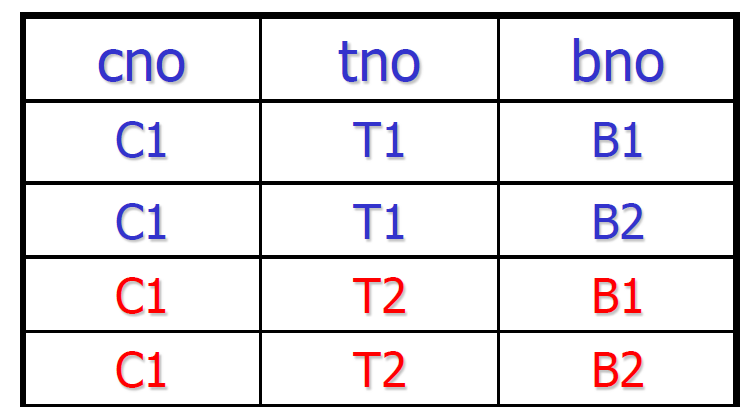 cno tno bno
C1 T1 B1
C1 T1 B2
C1 T2 B1
C1 T2 B2